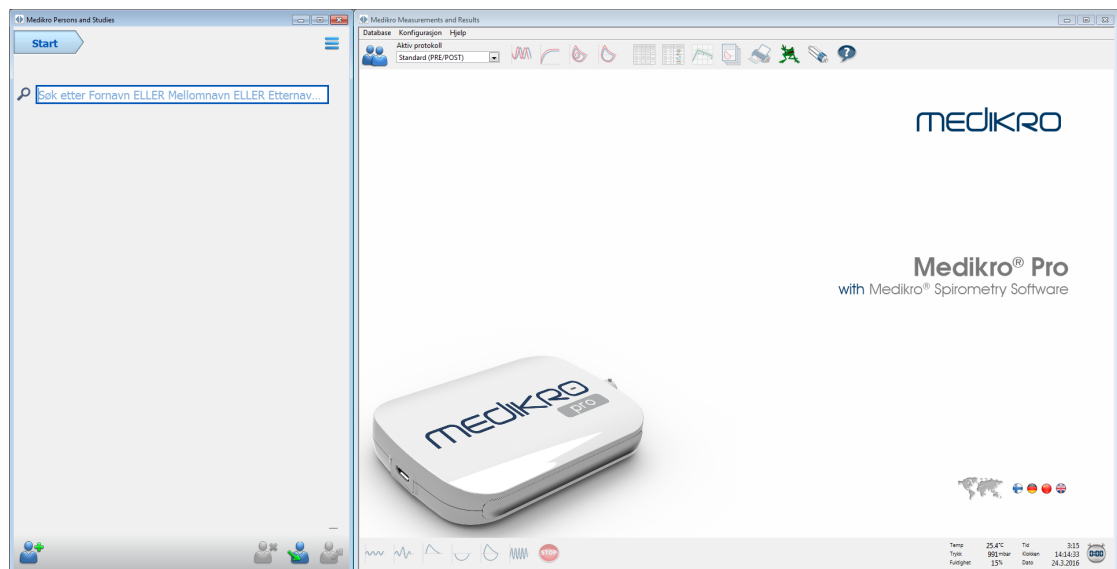 Medikro Persons and Studies
Start
Søk etter Fornavn ELLER Mellomnavn ELLER Etternav...
Medikro Measurements and Results
Database Konfigurasjon Hjelp
Aktiv protokoll
Standard (PRE/POST)
MEDIKRO
Medikro® Pro
with Medikro® Spirometry Software
MEDIKRO
pro
STOP
Temp 25.4°C Tid 3:15
Trykk 991 mbar Klokken 14:14:33
Fuktighet 15% Dato 24.3.2016
0:00